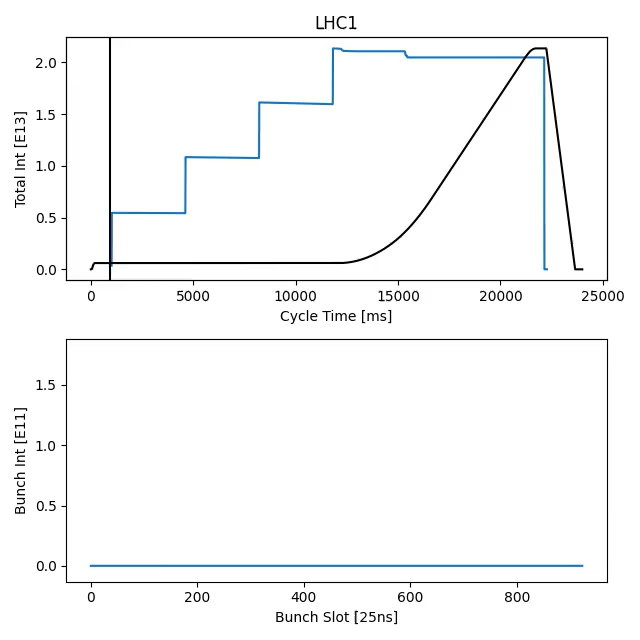 LHC1
2.0
1.5
1.0
0.5
0.0
Total Int [E13]
0 5000 10000 15000 20000 25000
Cycle Time [ms]
1.5
1.0
0.5
0.0
Bunch Int [E11]
0 200 400 600 800
Bunch Slot [25ns]